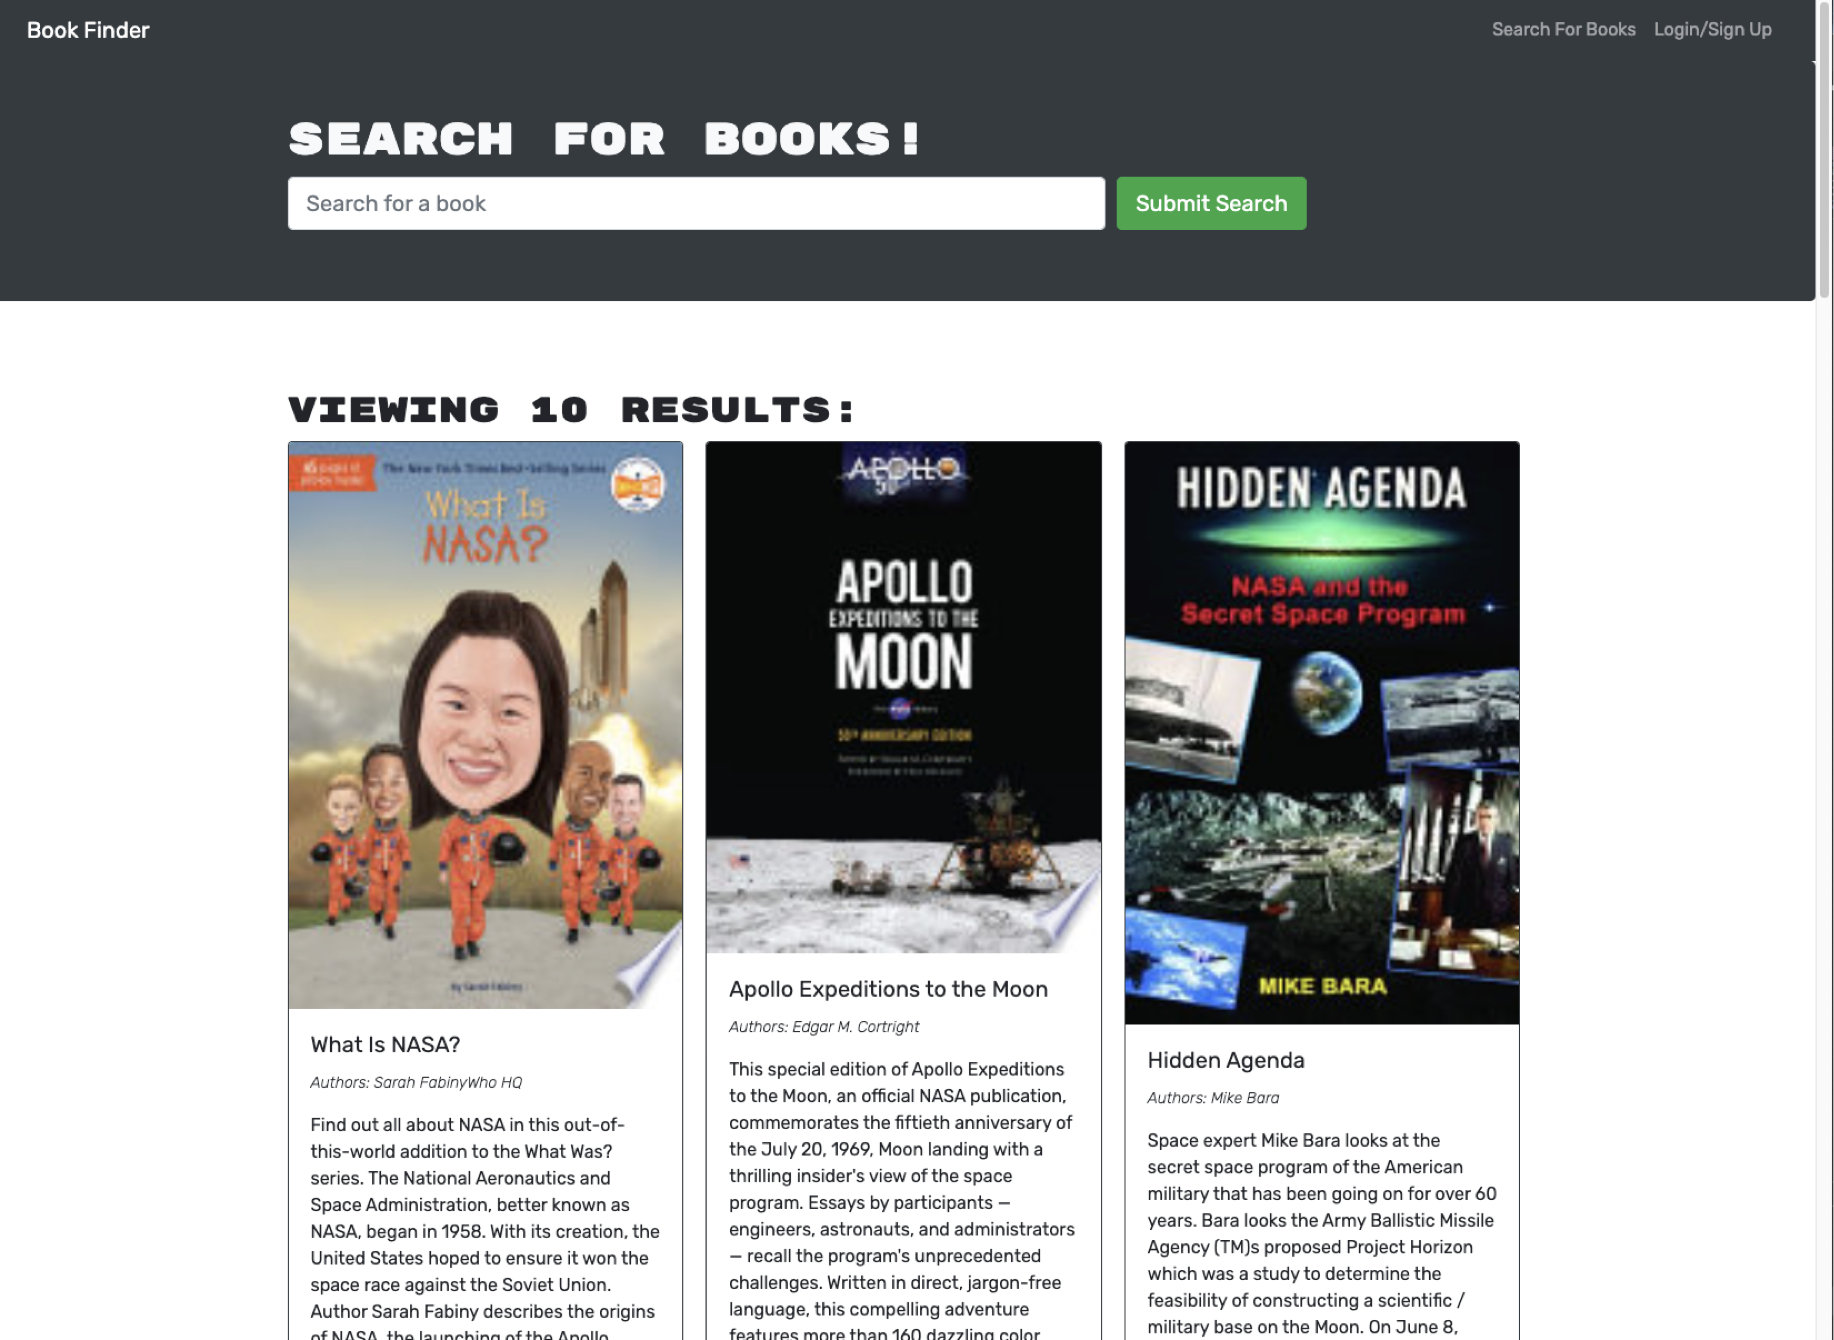 Book Finder
Search For Books Login/Sign Up
SEARCH FOR BOOKS!
Search for a book
Submit Search
VIEWING 10 RESULTS:
The New York Times Best-Selling Series
What Is
NASA?
by Sarah Fabiny
What Is NASA?
Authors: Sarah FabinyWho HQ
Find out all about NASA in this out-of-
this-world addition to the What Was?
series. The National Aeronautics and
Space Administration, better known as
NASA, began in 1958. With its creation, the
United States hoped to ensure it won the
space race against the Soviet Union.
Author Sarah Fabiny describes the origins
of NASA, the launching of the Apollo
APOLLO
50
APOLLO
EXPEDITIONS TO THE
MOON
50TH ANNIVERSARY EDITION
Apollo Expeditions to the Moon
Authors: Edgar M. Cortright
This special edition of Apollo Expeditions
to the Moon, an official NASA publication,
commemorates the fiftieth anniversary of
the July 20, 1969, Moon landing with a
thrilling insider's view of the space
program. Essays by participants —
engineers, astronauts, and administrators
— recall the program's unprecedented
challenges. Written in direct, jargon-free
language, this compelling adventure
features more than 160 dazzling color
HIDDEN AGENDA
NASA and the
Secret Space Program
MIKE BARA
Hidden Agenda
Authors: Mike Bara
Space expert Mike Bara looks at the
secret space program of the American
military that has been going on for over 60
years. Bara looks the Army Ballistic Missile
Agency (TM)s proposed Project Horizon
which was a study to determine the
feasibility of constructing a scientific /
military base on the Moon. On June 8,